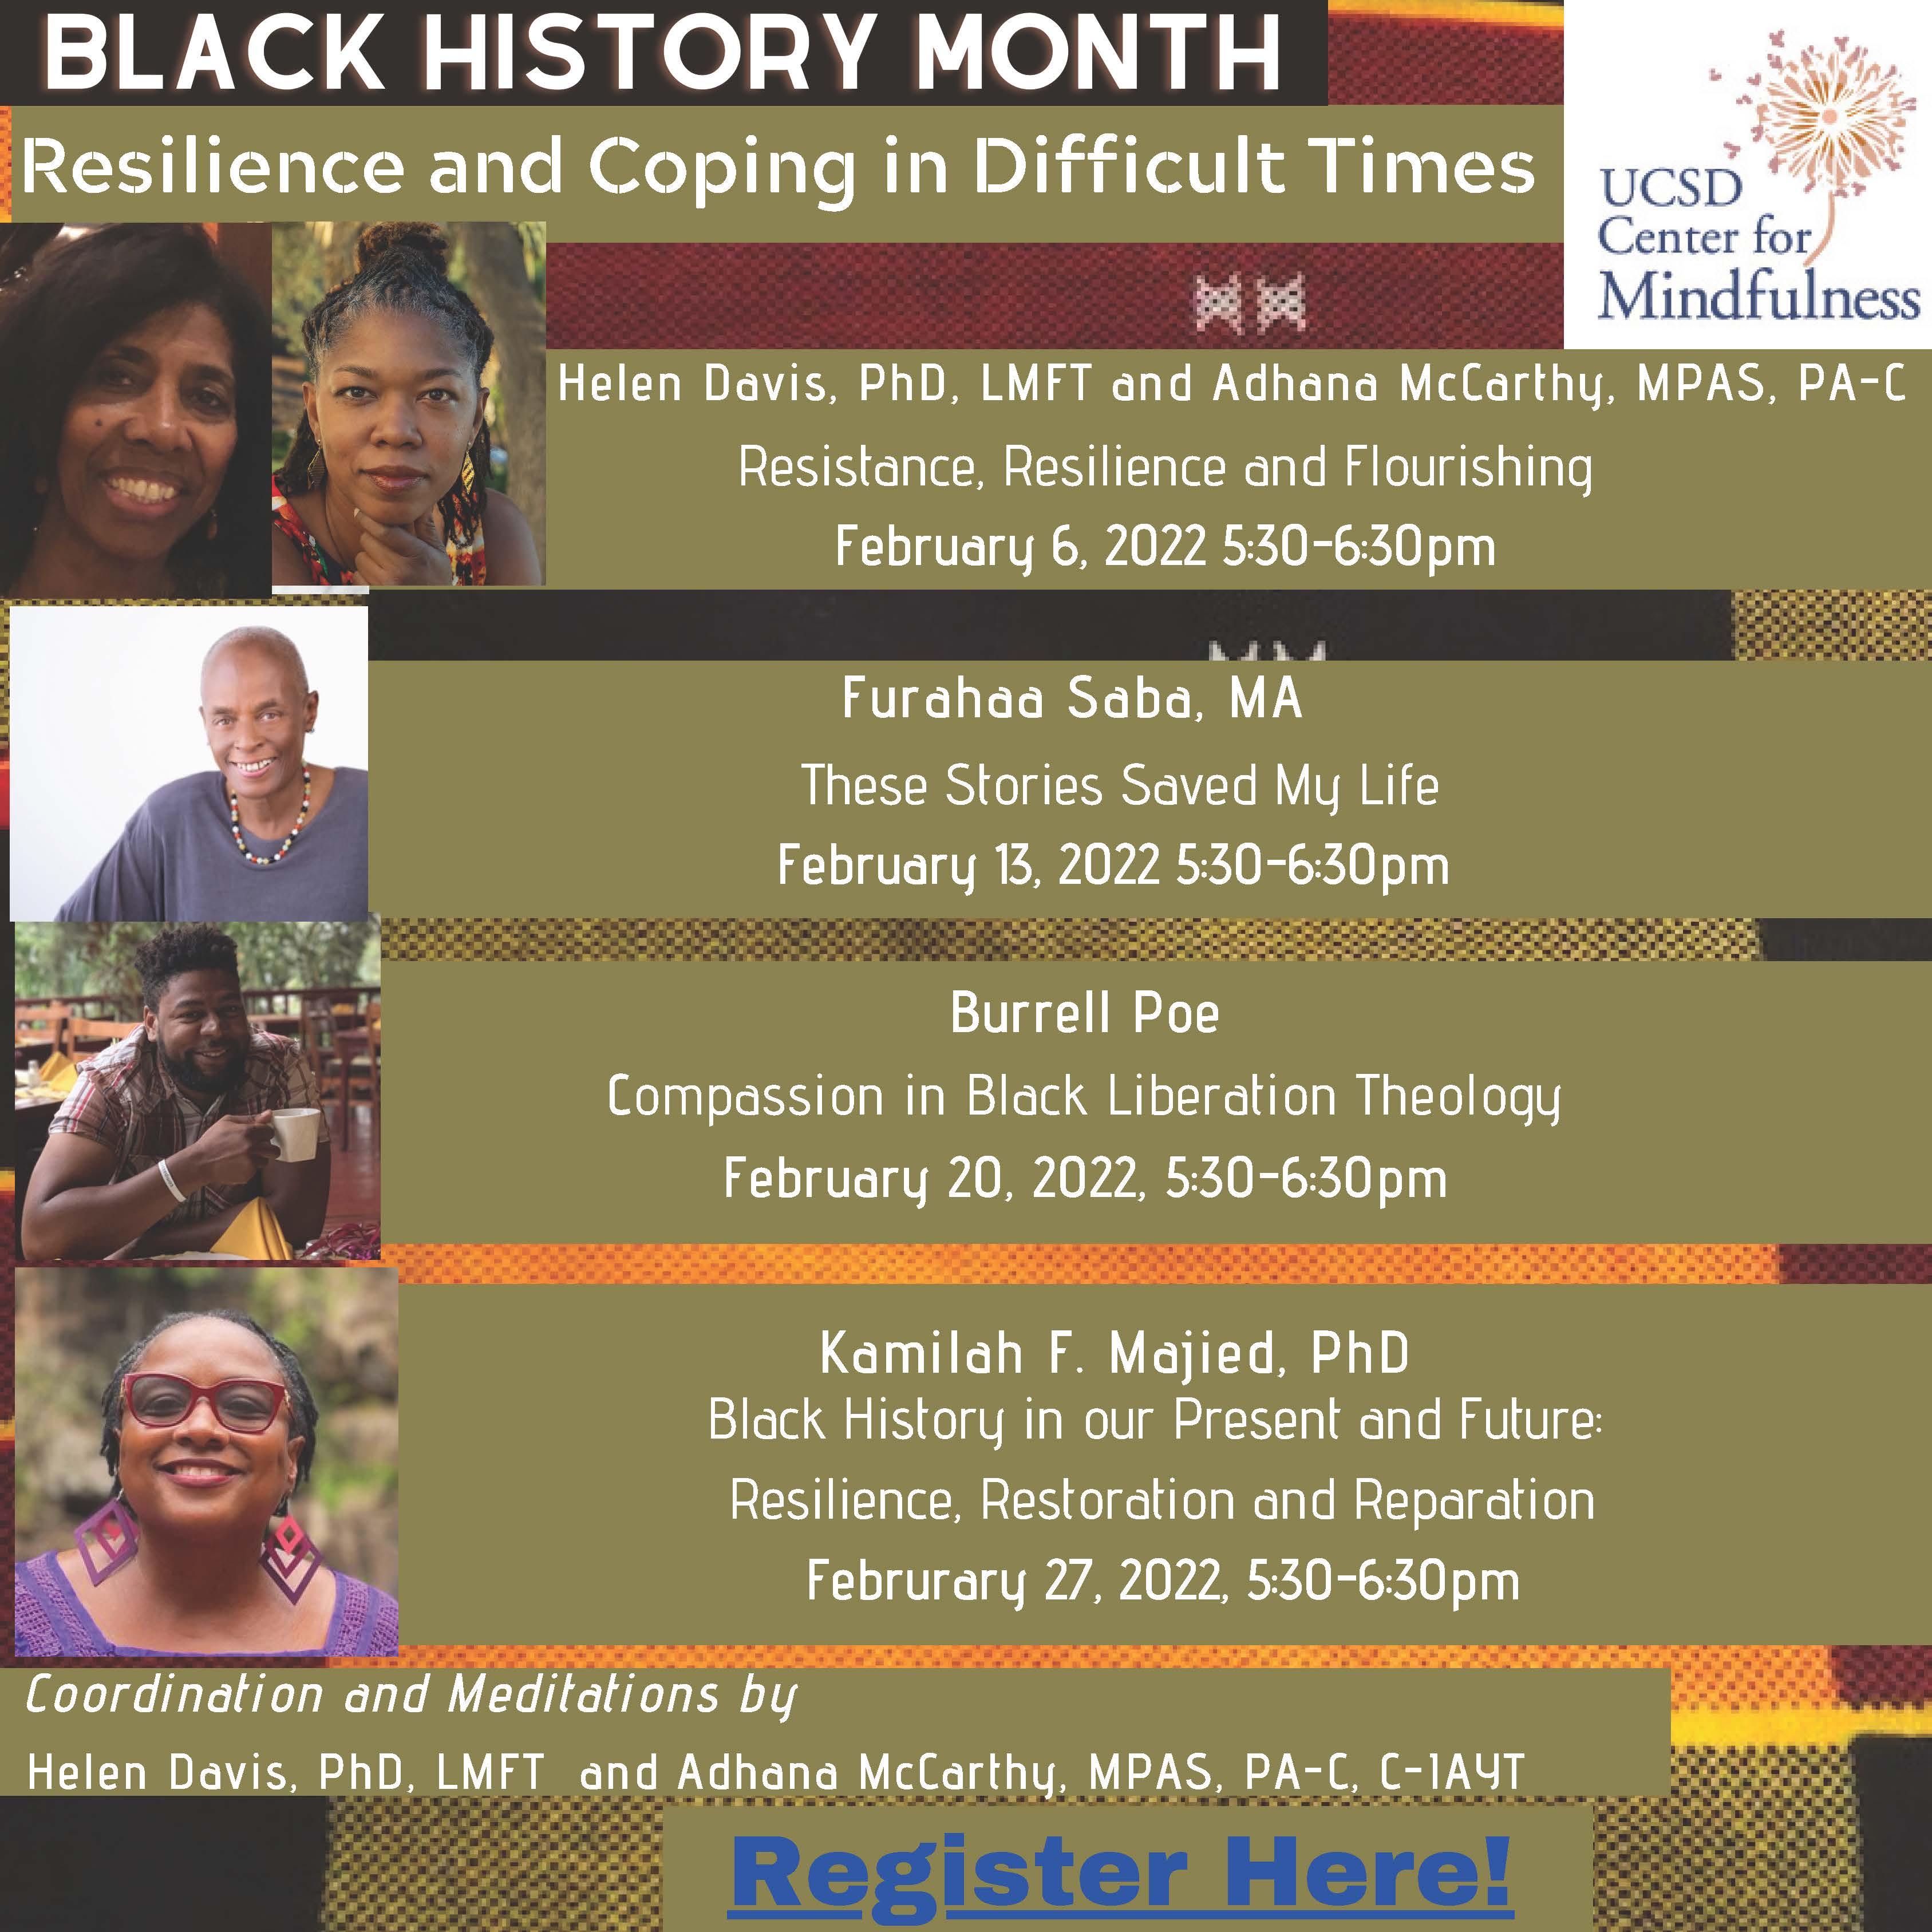 BLACK HISTORY MONTH
Resilience and Coping in Difficult Times
UCSD
Center for
Mindfulness
Helen Davis, PhD, LMFT and Adhana McCarthy, MPAS, PA-C
Resistance, Resilience and Flourishing
February 6, 2022 5:30-6:30pm
Furahaa Saba, MA
These Stories Saved My Life
February 13, 2022 5:30-6:30pm
Burrell Poe
Compassion in Black Liberation Theology
February 20, 2022, 5:30-6:30pm
Kamilah F. Majied, PhD
Black History in our Present and Future:
Resilience, Restoration and Reparation
Februrary 27, 2022, 5:30-6:30pm
Coordination and Meditations by
Helen Davis, PhD, LMFT and Adhana McCarthy, MPAS, PA-C, C-IAYT
Register Here!